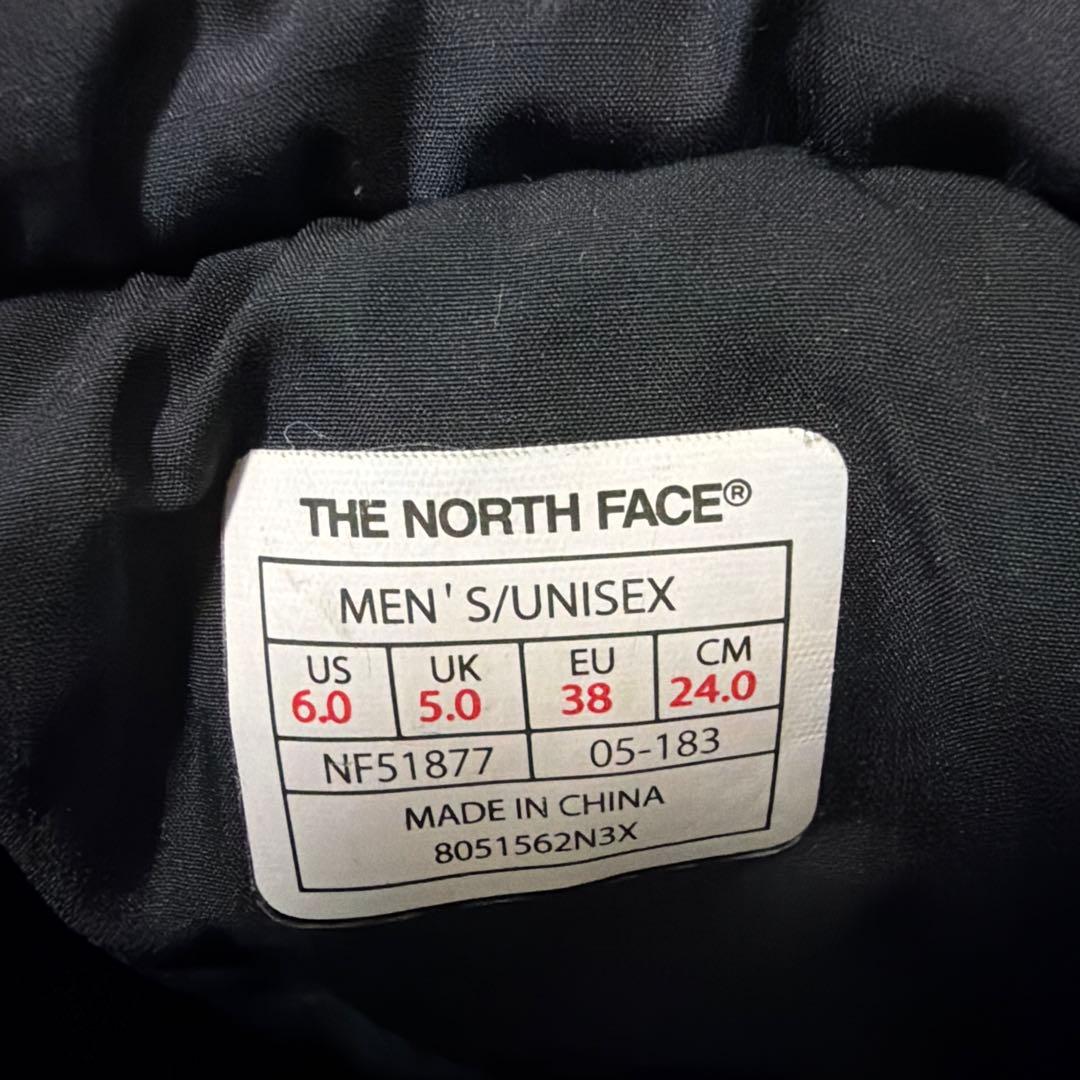 THE NORTH FACE®
MEN'S/UNISEX
US UK EU CM
6.0 5.0 38 24.0
NF51877 05-183
MADE IN CHINA
8051562N3X